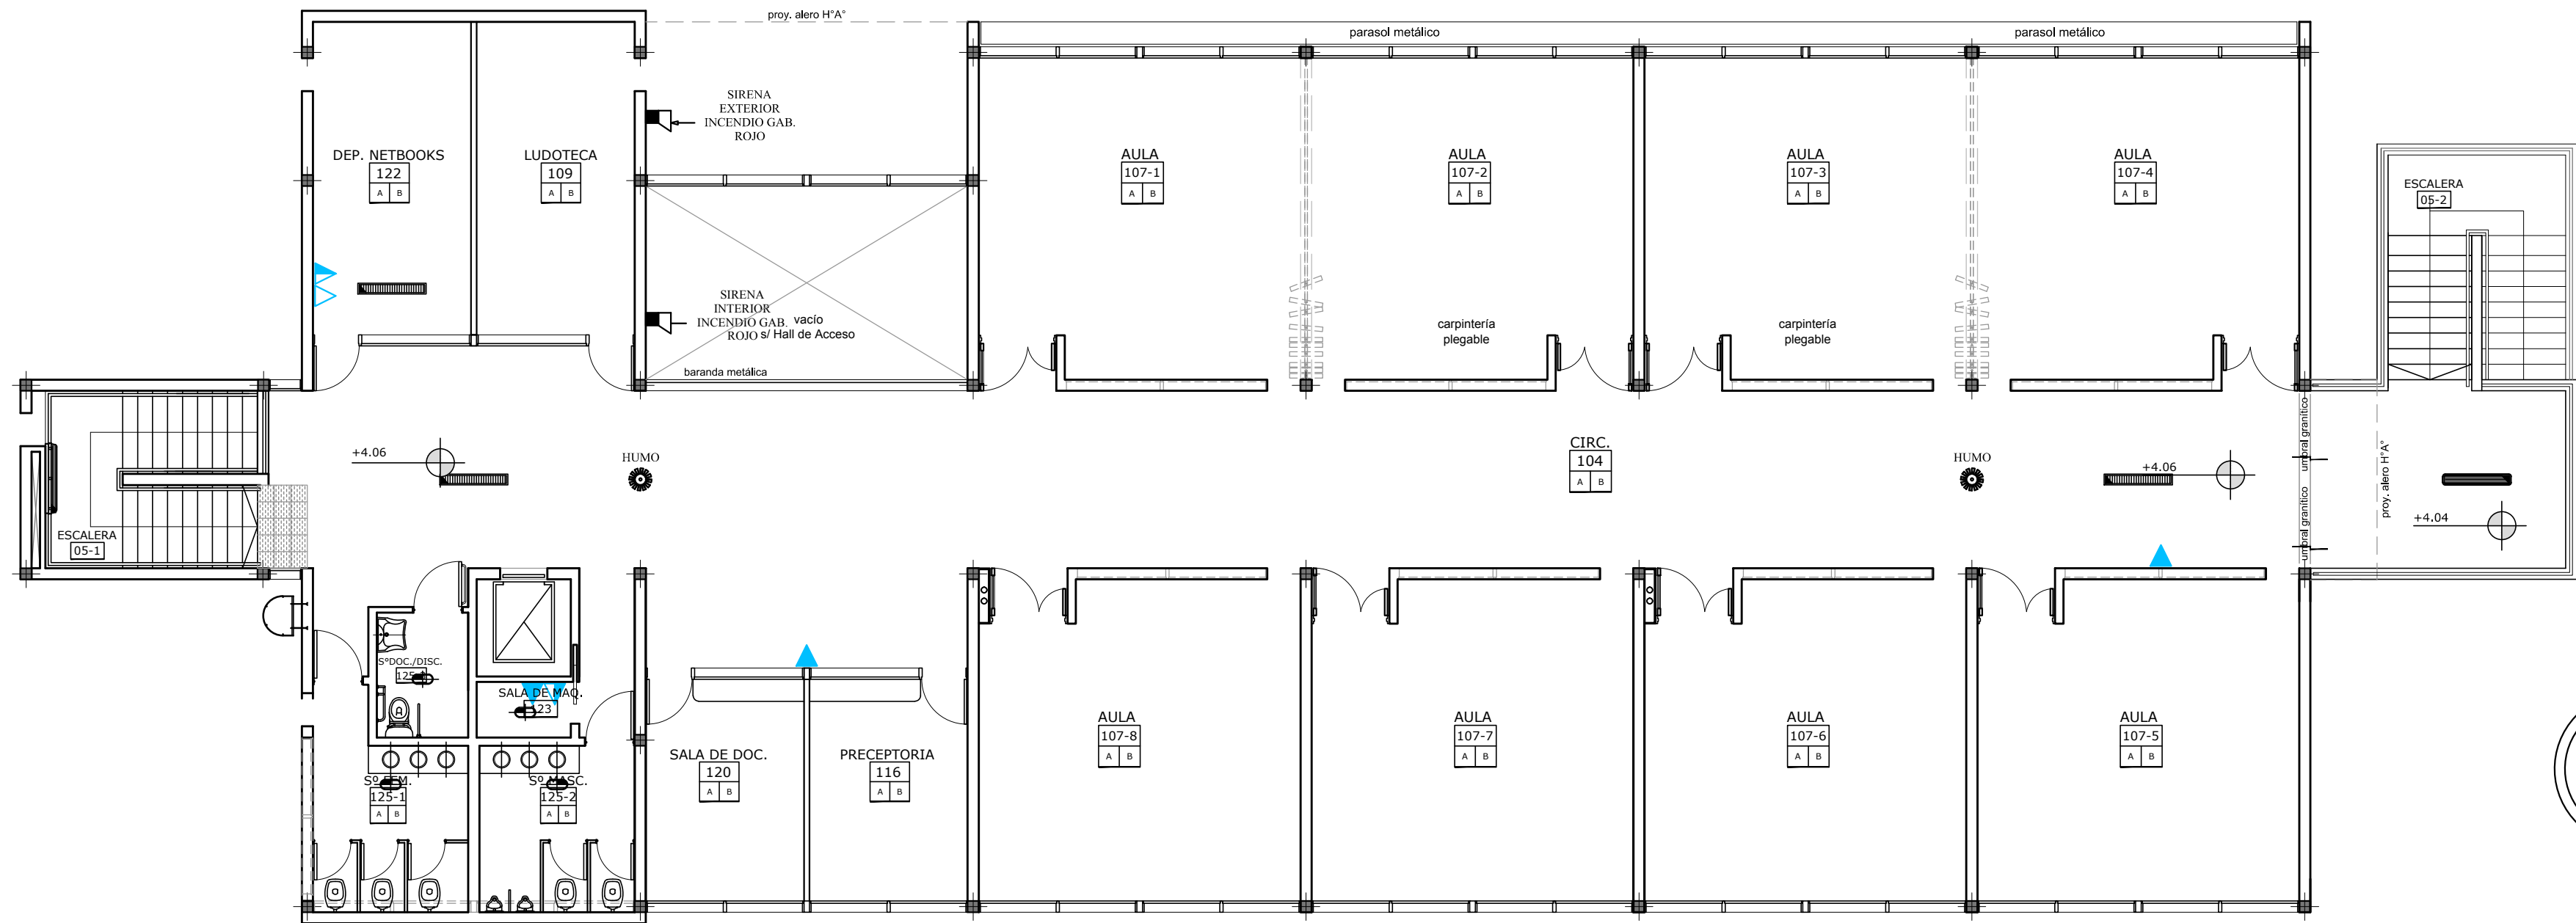 proy. alero H°A°
parasol metálico
parasol metálico
SIRENA
EXTERIOR
INCENDIO GAB.
ROJO
DEP. NETBOOKS
122
A B
LUDOTECA
109
A B
AULA
107-1
A B
AULA
107-2
A B
AULA
107-3
A B
AULA
107-4
A B
ESCALERA
05-2
SIRENA
INTERIOR
INCENDIO GAB.
ROJO
vacío
s/ Hall de Acceso
carpintería
plegable
carpintería
plegable
baranda metálica
+4.06
HUMO
CIRC.
104
A B
HUMO
+4.06
umbral granítico
umbral granítico
proy. alero H°A°
+4.04
ESCALERA
05-1
S°DOC./DISC.
SALA DE MAQ.
SALA DE DOC.
120
A B
PRECEPTORIA
116
A B
AULA
107-8
A B
AULA
107-7
A B
AULA
107-6
A B
AULA
107-5
A B
Sº FEM.
125-1
A B
Sº MASC.
125-2
A B